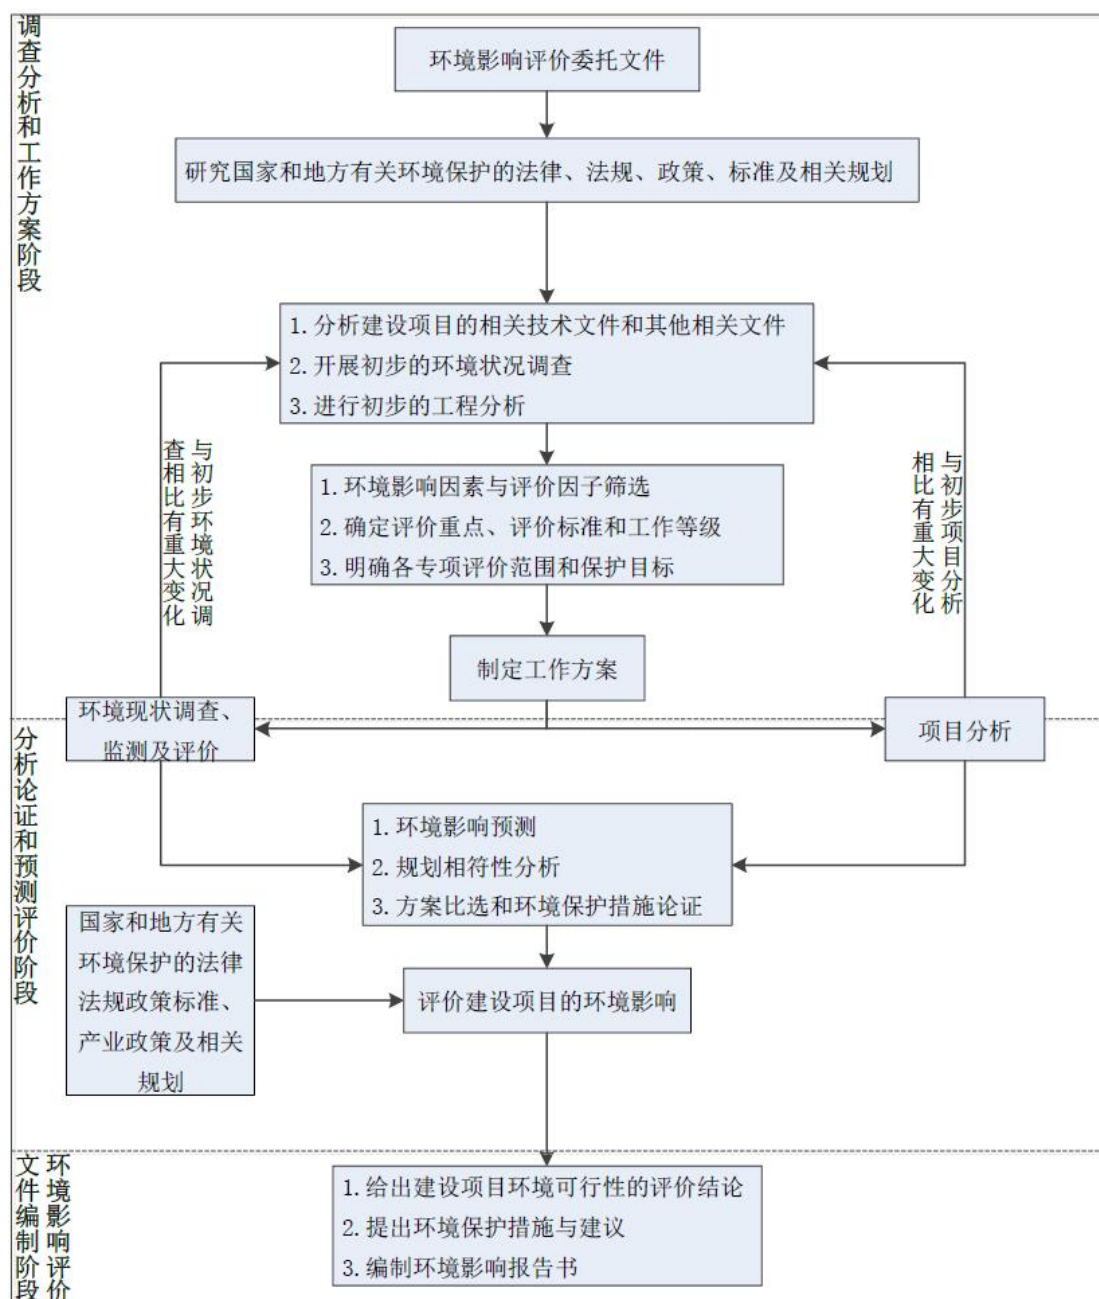 调查分析和工作方案阶段
环境影响评价委托文件
研究国家和地方有关环境保护的法律、法规、政策、标准及相关规划
1. 分析建设项目的相关技术文件和其他相关文件
2. 开展初步的环境状况调查
3. 进行初步的工程分析
与初步环境状况调
查相比有重大变化
与初步项目分析
相比有重大变化
1. 环境影响因素与评价因子筛选
2. 确定评价重点、评价标准和工作等级
3. 明确各专项评价范围和保护目标
制定工作方案
环境现状调查、
监测及评价
项目分析
分析论证和预测评价阶段
1. 环境影响预测
2. 规划相符性分析
3. 方案比选和环境保护措施论证
国家和地方有关
环境保护的法律
法规政策标准、
产业政策及相关
规划
评价建设项目的环境影响
环境影响评价
文件编制阶段
1. 给出建设项目环境可行性的评价结论
2. 提出环境保护措施与建议
3. 编制环境影响报告书